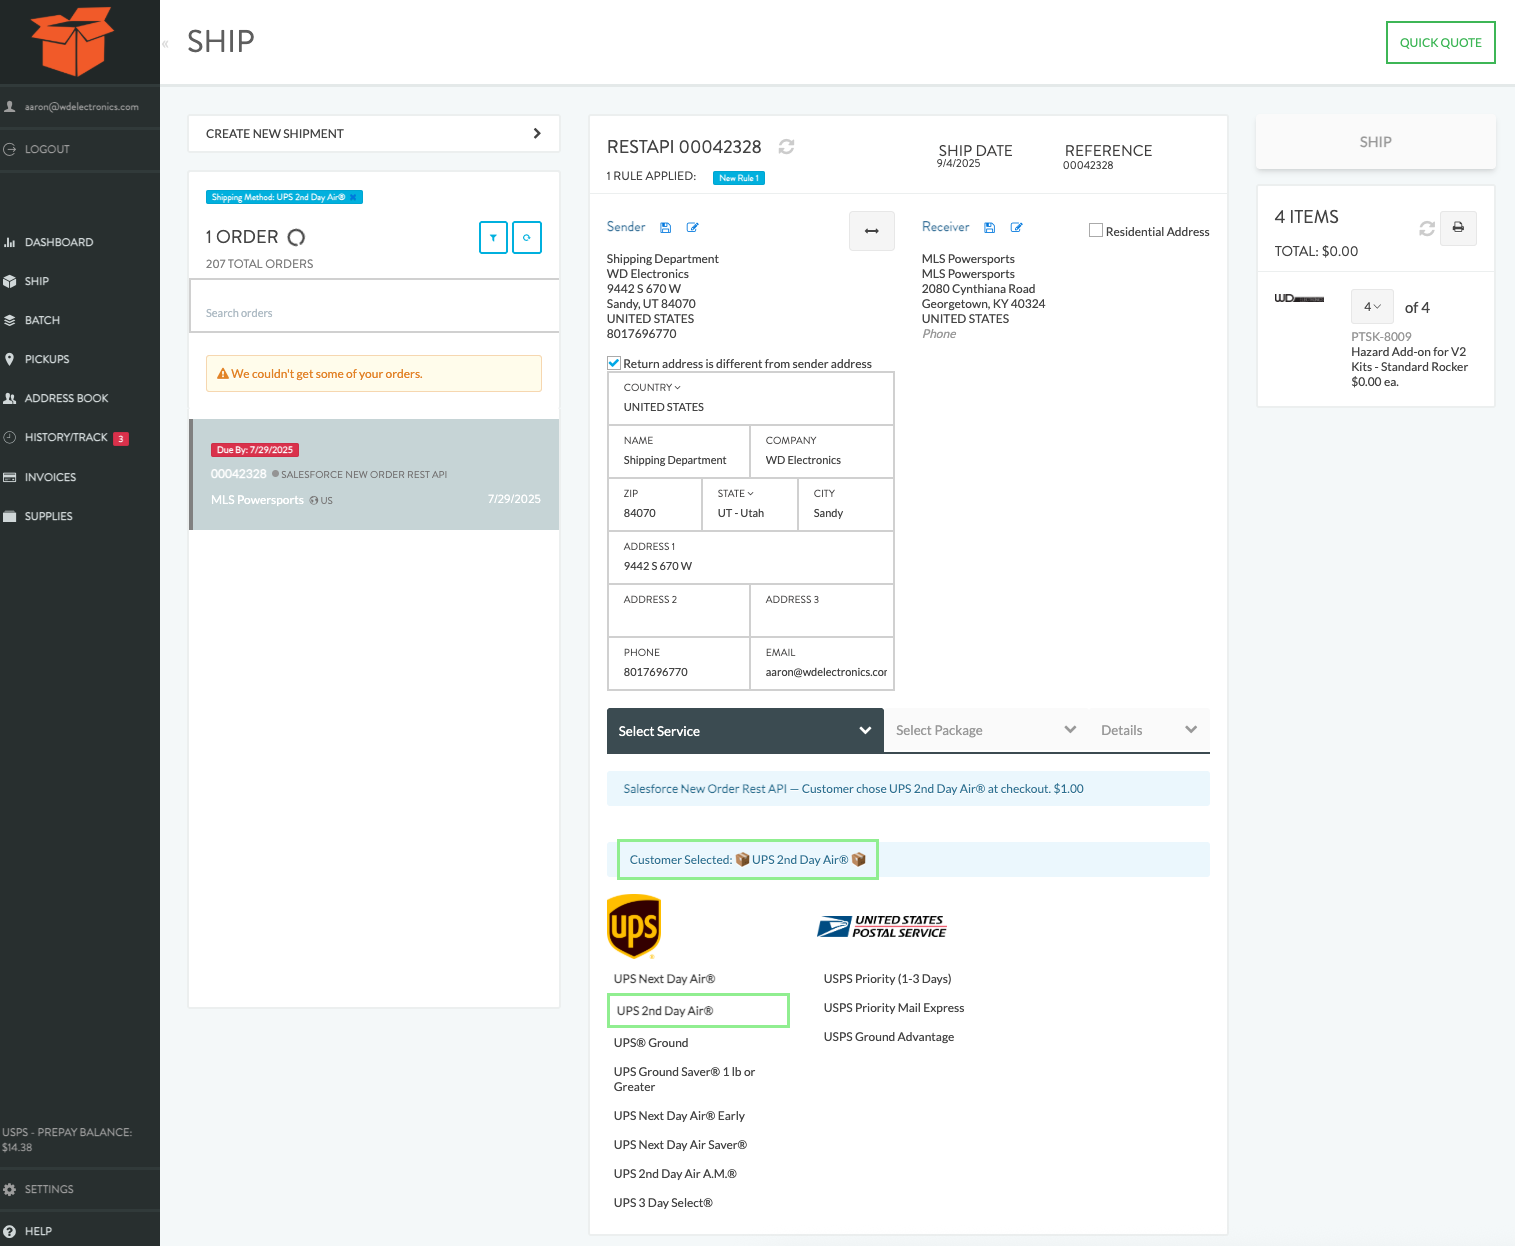 aaron@wdelectronics.com
LOGOUT
DASHBOARD
SHIP
BATCH
PICKUPS
ADDRESS BOOK
HISTORY/TRACK 3
INVOICES
SUPPLIES
USPS - PREPAY BALANCE:
$14.38
SETTINGS
HELP
«
SHIP
QUICK QUOTE
CREATE NEW SHIPMENT
Shipping Method: UPS 2nd Day Air®
1 ORDER
207 TOTAL ORDERS
Search orders
We couldn't get some of your orders.
Due By: 7/29/2025
00042328 SALESFORCE NEW ORDER REST API
MLS Powersports US 7/29/2025
RESTAPI 00042328
1 RULE APPLIED: New Rule 1
SHIP DATE
9/4/2025
REFERENCE
00042328
Sender
Shipping Department
WD Electronics
9442 S 670 W
Sandy, UT 84070
UNITED STATES
8017696770
Receiver
Residential Address
MLS Powersports
MLS Powersports
2080 Cynthiana Road
Georgetown, KY 40324
UNITED STATES
Phone
Return address is different from sender address
COUNTRY
UNITED STATES
NAME
Shipping Department
COMPANY
WD Electronics
ZIP
84070
STATE
UT - Utah
CITY
Sandy
ADDRESS 1
9442 S 670 W
ADDRESS 2
ADDRESS 3
PHONE
8017696770
EMAIL
aaron@wdelectronics.cor
Select Service
Select Package
Details
Salesforce New Order Rest API — Customer chose UPS 2nd Day Air® at checkout. $1.00
Customer Selected: 📦 UPS 2nd Day Air® 📦
ups
UPS Next Day Air®
UPS 2nd Day Air®
UPS® Ground
UPS Ground Saver® 1 lb or
Greater
UPS Next Day Air® Early
UPS Next Day Air Saver®
UPS 2nd Day Air A.M.®
UPS 3 Day Select®
UNITED STATES
POSTAL SERVICE
USPS Priority (1-3 Days)
USPS Priority Mail Express
USPS Ground Advantage
SHIP
4 ITEMS
TOTAL: $0.00
WD
4 of 4
PTSK-8009
Hazard Add-on for V2
Kits - Standard Rocker
$0.00 ea.